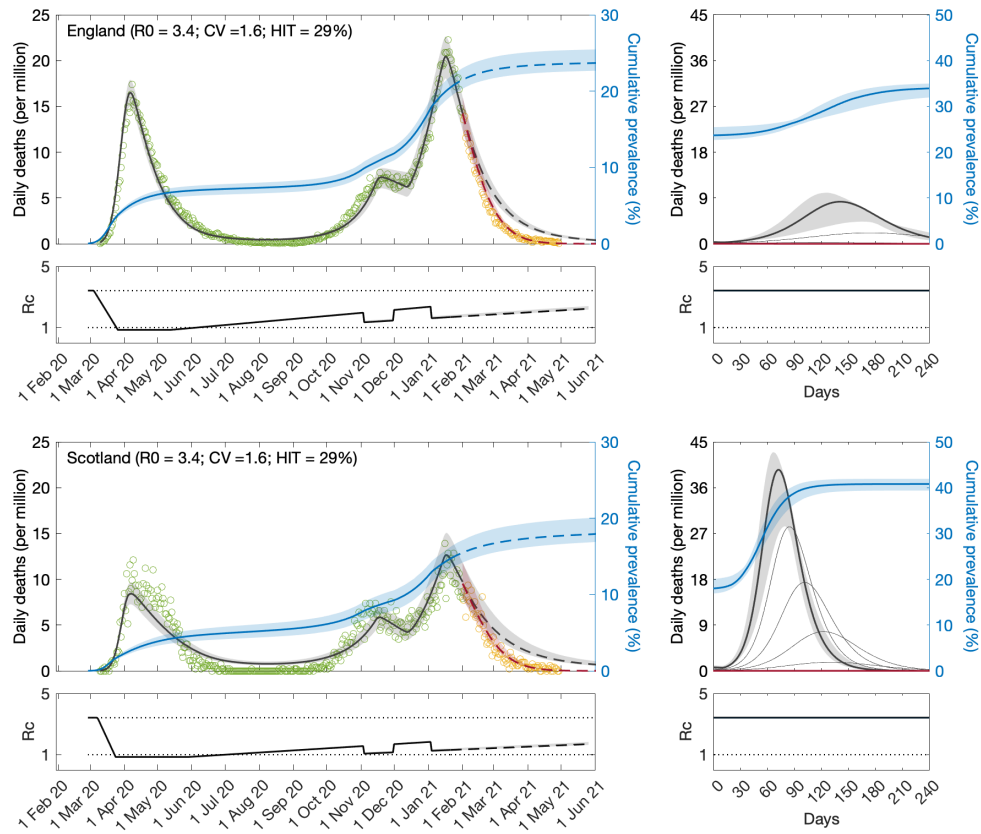 England (R0 = 3.4; CV =1.6; HIT = 29%)
Daily deaths (per million)
25
20
15
10
5
0
30
20
10
0
Cumulative prevalence (%)
Daily deaths (per million)
45
36
27
18
9
0
50
40
30
20
10
0
Cumulative prevalence (%)
Rc
5
1
1 Feb 20
1 Mar 20
1 Apr 20
1 May 20
1 Jun 20
1 Jul 20
1 Aug 20
1 Sep 20
1 Oct 20
1 Nov 20
1 Dec 20
1 Jan 21
1 Feb 21
1 Mar 21
1 Apr 21
1 May 21
1 Jun 21
Rc
5
1
0
30
60
90
120
150
180
210
240
Days
Scotland (R0 = 3.4; CV =1.6; HIT = 29%)
Daily deaths (per million)
25
20
15
10
5
0
30
20
10
0
Cumulative prevalence (%)
Daily deaths (per million)
45
36
27
18
9
0
50
40
30
20
10
0
Cumulative prevalence (%)
Rc
5
1
1 Feb 20
1 Mar 20
1 Apr 20
1 May 20
1 Jun 20
1 Jul 20
1 Aug 20
1 Sep 20
1 Oct 20
1 Nov 20
1 Dec 20
1 Jan 21
1 Feb 21
1 Mar 21
1 Apr 21
1 May 21
1 Jun 21
Rc
5
1
0
30
60
90
120
150
180
210
240
Days